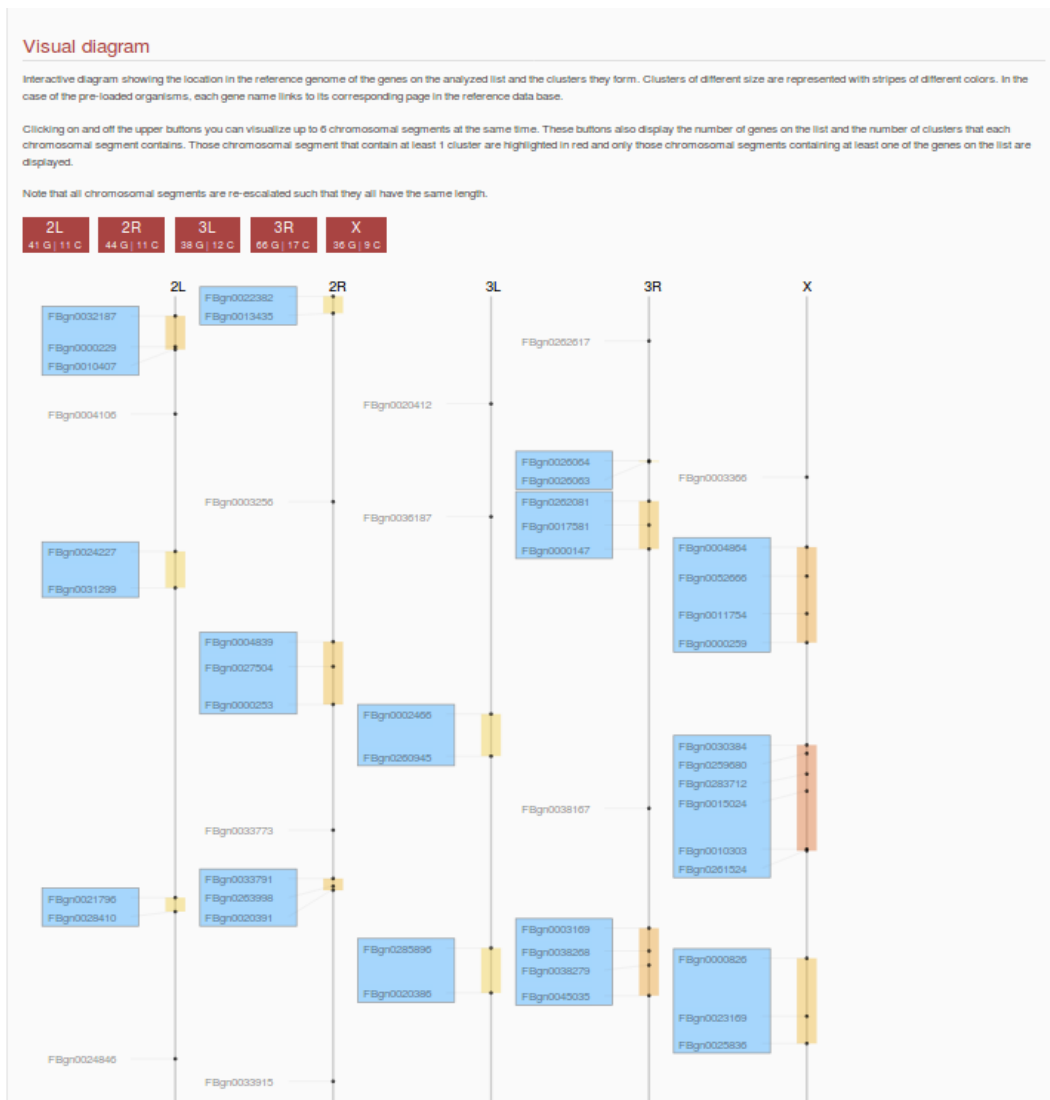 Visual diagram
Interactive diagram showing the location in the reference genome of the genes on the analyzed list and the clusters they form. Clusters of different size are represented with stripes of different colors. In the
case of the pre-loaded organisms, each gene name links to its corresponding page in the reference data base.
Clicking on and off the upper buttons you can visualize up to 6 chromosomal segments at the same time. These buttons also display the number of genes on the list and the number of clusters that each
chromosomal segment contains. Those chromosomal segment that contain at least 1 cluster are highlighted in red and only those chromosomal segments containing at least one of the genes on the list are
displayed.
Note that all chromosomal segments are re-escalated such that they all have the same length.
2L
41 G | 11 C
2R
44 G | 11 C
3L
38 G | 12 C
3R
66 G | 17 C
X
36 G | 9 C
2L
FBgn0032187
FBgn0000229
FBgn0010407
FBgn0004106
FBgn0024227
FBgn0031299
FBgn0021796
FBgn0028410
FBgn0024846
2R
FBgn0022382
FBgn0013435
FBgn0003256
FBgn0004839
FBgn0027504
FBgn0000253
FBgn0033773
FBgn0033791
FBgn0263998
FBgn0020391
FBgn0033915
3L
FBgn0020412
FBgn0036187
FBgn0002466
FBgn0260945
FBgn0285896
FBgn0020386
3R
FBgn0262617
FBgn0026064
FBgn0026063
FBgn0262081
FBgn0017581
FBgn0000147
FBgn0038167
FBgn0003169
FBgn0038268
FBgn0038279
FBgn0045035
X
FBgn0003366
FBgn0004864
FBgn0052666
FBgn0011754
FBgn0000259
FBgn0030384
FBgn0259680
FBgn0283712
FBgn0015024
FBgn0010303
FBgn0261524
FBgn0000826
FBgn0023169
FBgn0025836